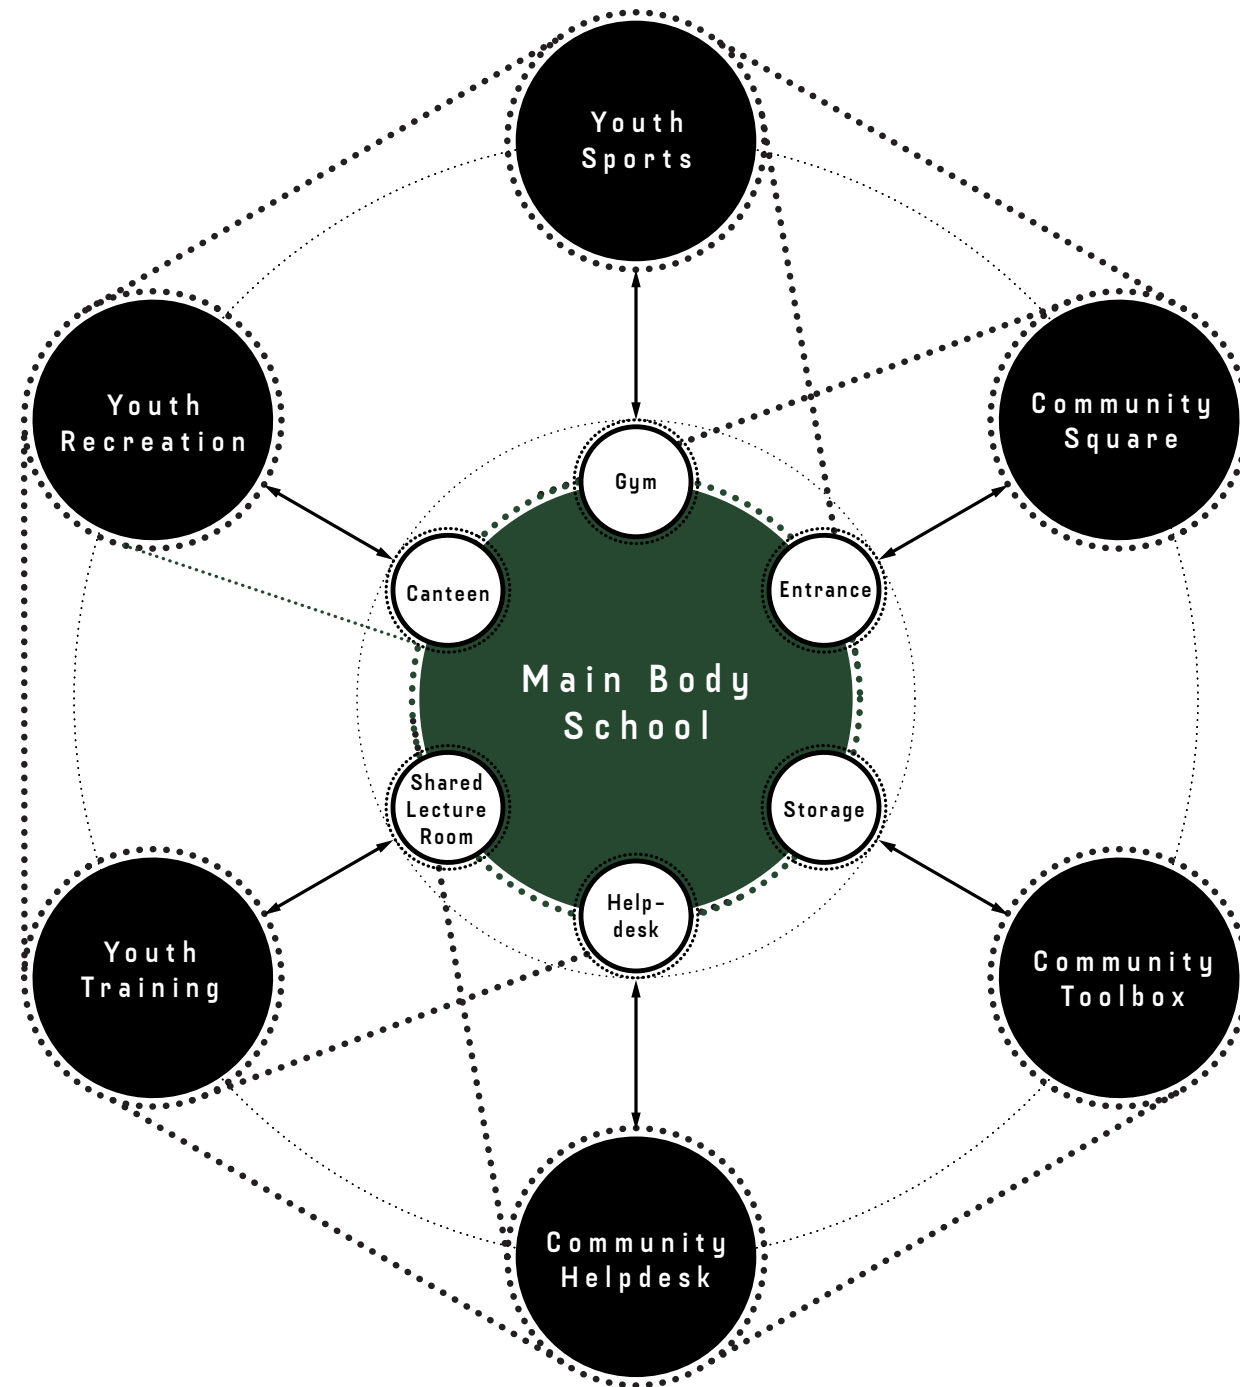 Youth
Sports
Youth
Recreation
Community
Square
Gym
Canteen
Entrance
Main Body
School
Shared
Lecture
Room
Storage
Help-
desk
Youth
Training
Community
Toolbox
Community
Helpdesk